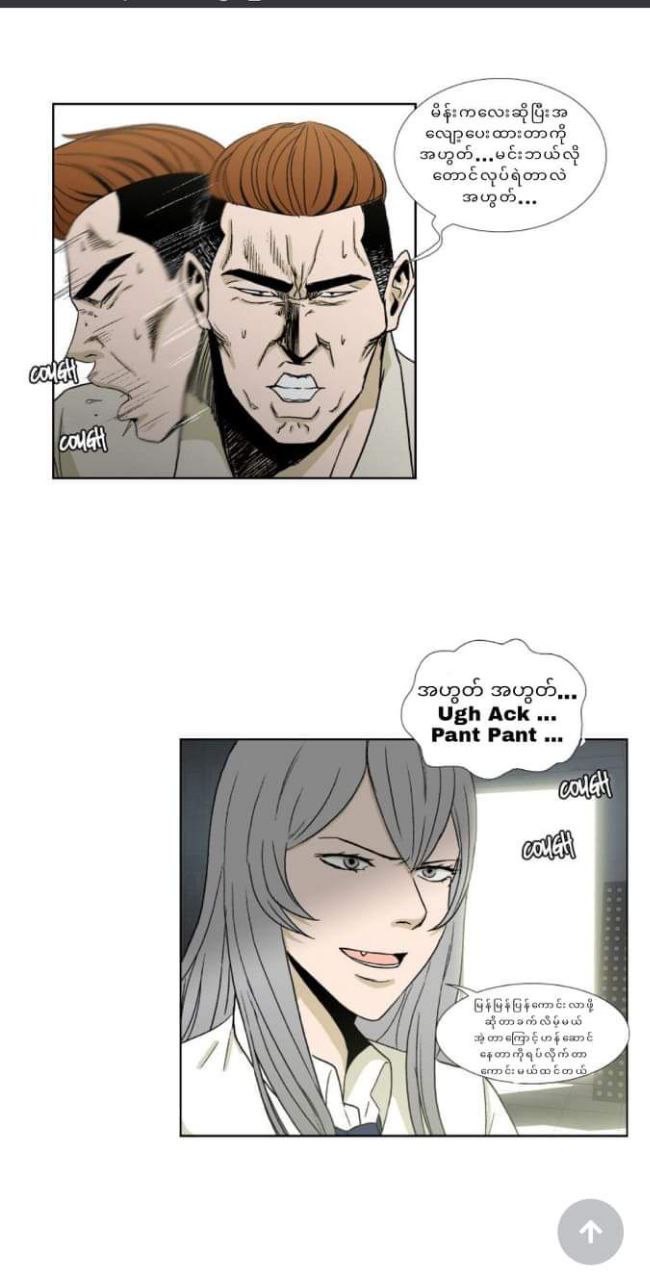 မိန်းကလေးဆိုပြီးအ
လျော့ပေးထားတာကို
အဟွတ်...မင်းဘယ်လို
တောင်လုပ်ရဲတာလဲ
အဟွတ်...
COUGH
COUGH
အဟွတ် အဟွတ်...
Ugh Ack ...
Pant Pant ...
COUGH
COUGH
မြန်မြန်ပြန်ကောင်းလာဖို့
ဆိုတာခက်လိမ့်မယ်
အဲ့တာကြောင့်ဟန်ဆောင်
နေတာကိုရပ်လိုက်တာ
ကောင်းမယ်ထင်တယ်